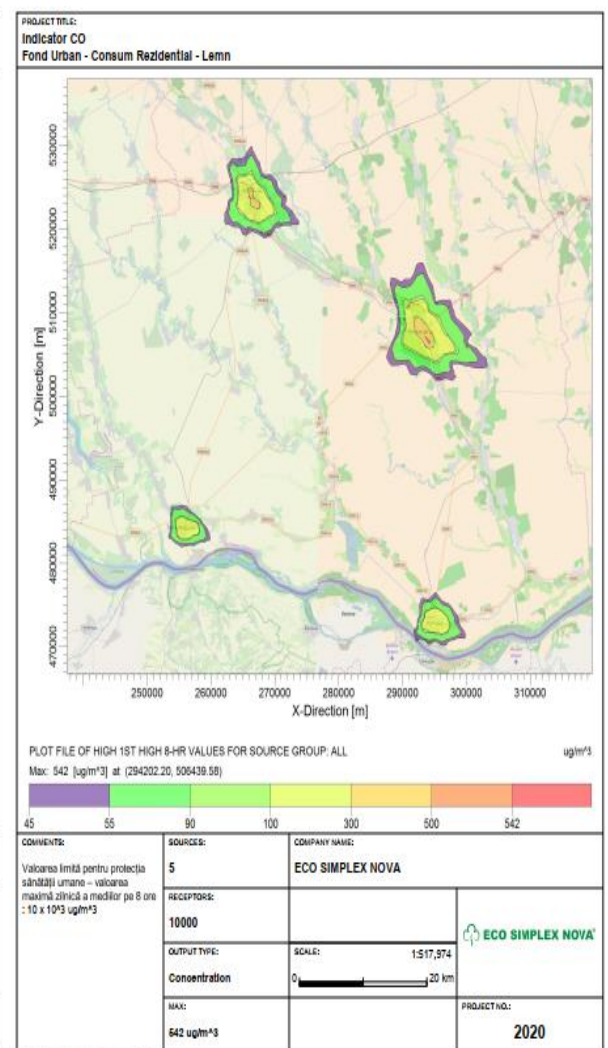 PROJECT TITLE:
Indicator CO
Fond Urban - Consum Rezidential - Lemn
Y-Direction [m]
530000
520000
510000
500000
490000
480000
470000
250000 260000 270000 280000 290000 300000 310000
X-Direction [m]
PLOT FILE OF HIGH 1ST HIGH 8-HR VALUES FOR SOURCE GROUP: ALL ug/m^3
Max: 542 [ug/m^3] at (294202.20, 506439.58)
45 55 90 100 300 500 542
COMMENTS:
Valoarea limită pentru protecția
sănătății umane – valoarea
maximă zilnică a mediilor pe 8 ore
: 10 x 10^3 ug/m^3
SOURCES:
5
COMPANY NAME:
ECO SIMPLEX NOVA
RECEPTORS:
10000
OUTPUT TYPE:
Concentration
SCALE: 1:517,974
0 20 km
MAX:
542 ug/m^3
ECO SIMPLEX NOVA
PROJECT NO.:
2020